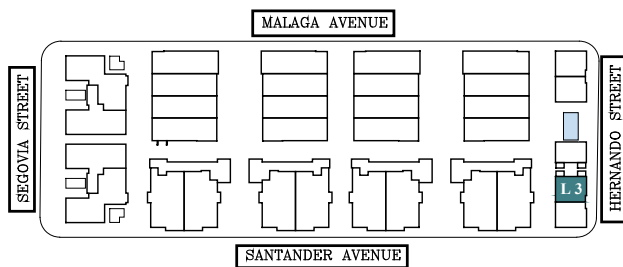 MALAGA AVENUE
SEGOVIA STREET
HERNANDO STREET
L 3
SANTANDER AVENUE